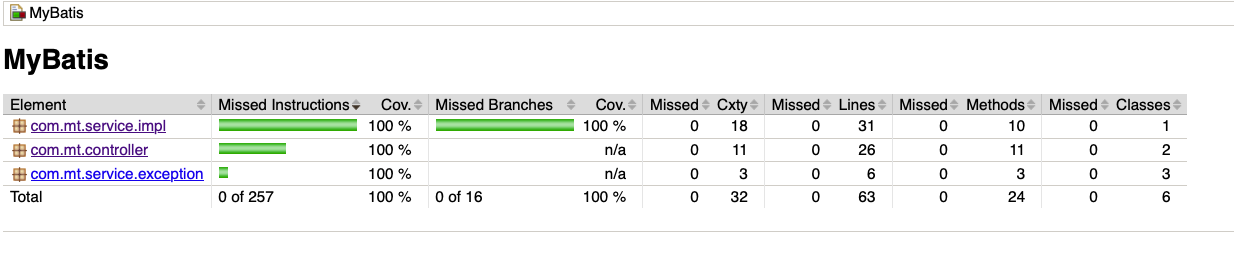 MyBatis
MyBatis
Element Missed Instructions Cov. Missed Branches Cov. Missed Cxty Missed Lines Missed Methods Missed Classes
com.mt.service.impl 100 % 100 % 0 18 0 31 0 10 0 1
com.mt.controller 100 % n/a 0 11 0 26 0 11 0 2
com.mt.service.exception 100 % n/a 0 3 0 6 0 3 0 3
Total 0 of 257 100 % 0 of 16 100 % 0 32 0 63 0 24 0 6